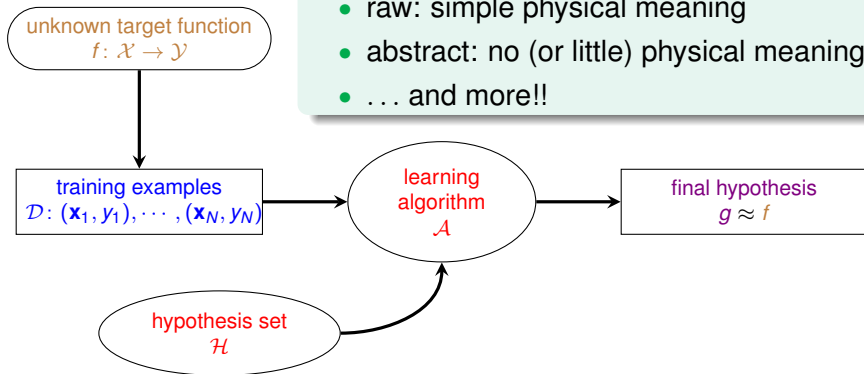 • raw: simple physical meaning
• abstract: no (or little) physical meaning
• . . . and more!!
unknown target function
f : 𝒳 → 𝒴
training examples
𝒟 : (𝐱₁, y₁), · · · , (𝐱_N, y_N)
learning
algorithm
𝒜
final hypothesis
g ≈ f
hypothesis set
ℋ